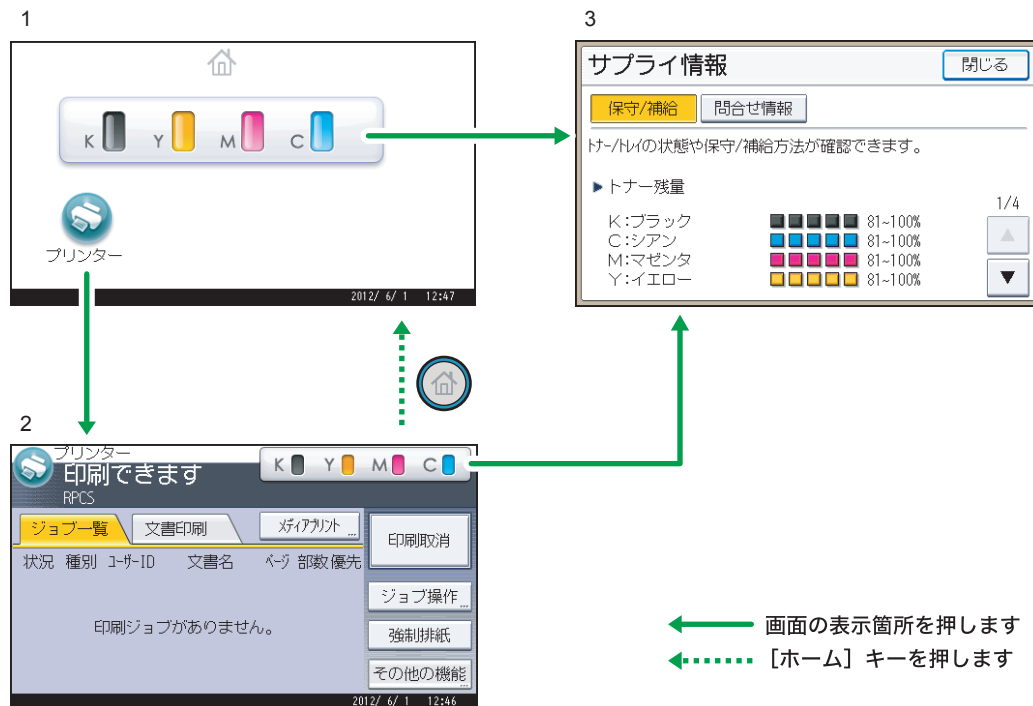 1
K Y M C
プリンター
2012/ 6/ 1 12:47
3
サプライ情報
閉じる
保守/補給
問合せ情報
ﾄﾅｰ/ﾄﾚｲの状態や保守/補給方法が確認できます。
▶トナー残量
1/4
K:ブラック 81~100%
C:シアン 81~100%
M:マゼンタ 81~100%
Y:イエロー 81~100%
▲
▼
2
プリンター
印刷できます
RPCS
K Y M C
ジョブ一覧
文書印刷
ﾒﾃﾞｨｱﾌﾟﾘﾝﾄ
印刷取消
状況 種別 ﾕｰｻﾞｰID 文書名 ﾍﾟｰｼﾞ 部数 優先
ジョブ操作
印刷ジョブがありません。
強制排紙
その他の機能
2012/ 6/ 1 12:46
画面の表示箇所を押します
［ホーム］キーを押します